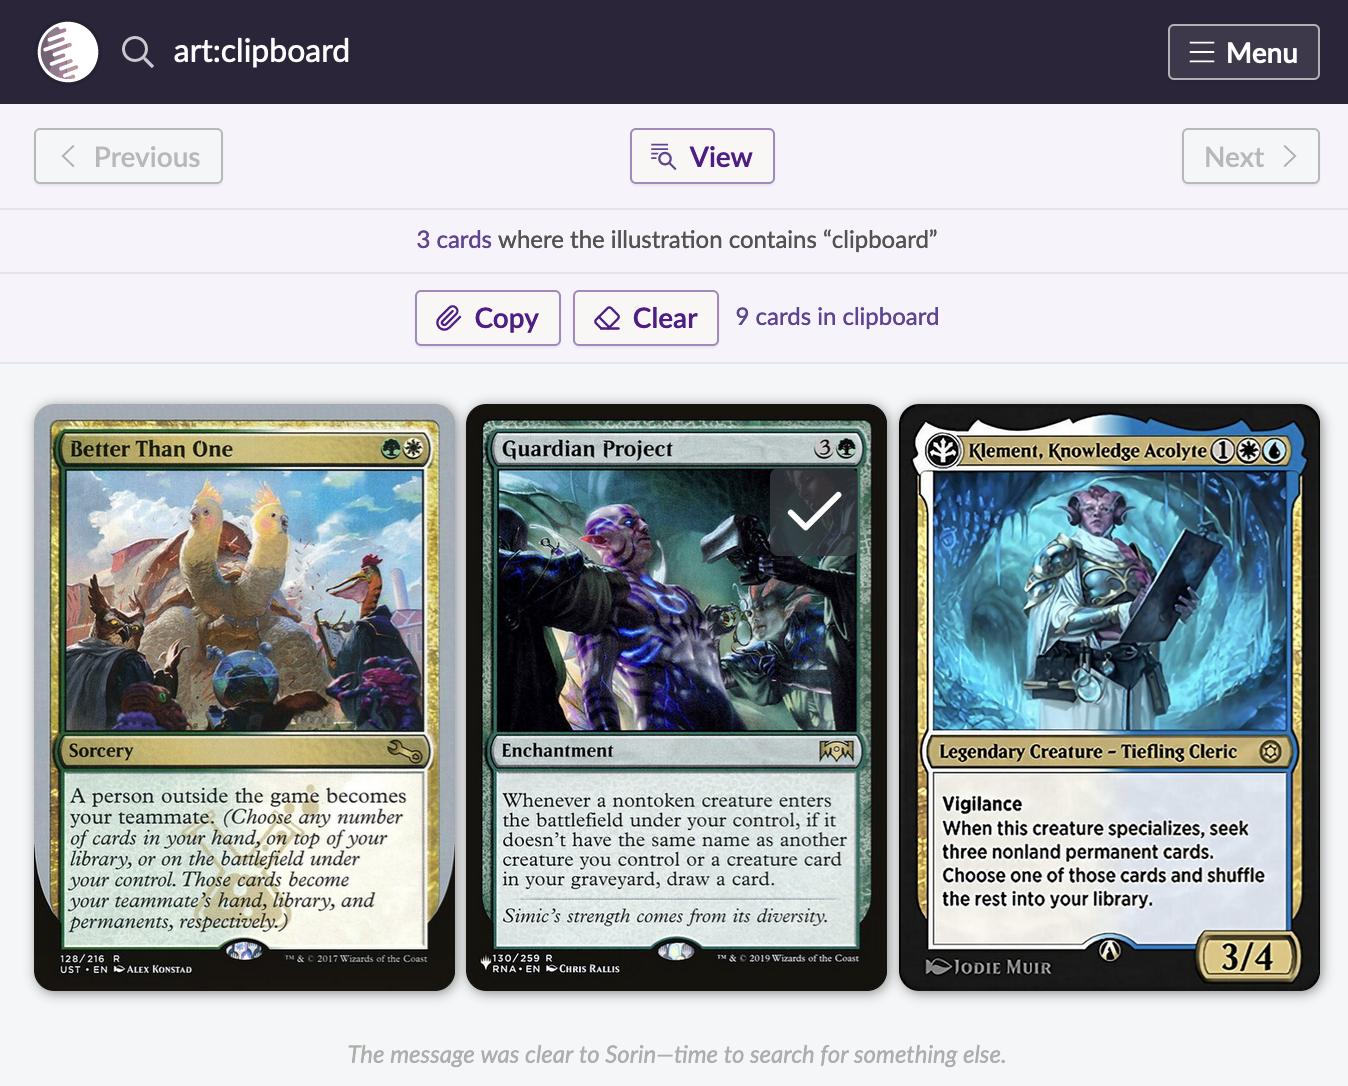 art:clipboard
Menu
Previous
View
Next
3 cards where the illustration contains “clipboard”
Copy
Clear
9 cards in clipboard
Better Than One
Sorcery
A person outside the game becomes
your teammate. (Choose any number
of cards in your hand, on top of your
library, or on the battlefield under
your control. Those cards become
your teammate's hand, library, and
permanents, respectively.)
128/216 R
UST • EN ALEX KONSTAD
™ & © 2017 Wizards of the Coast
Guardian Project
3
Enchantment
Whenever a nontoken creature enters
the battlefield under your control, if it
doesn't have the same name as another
creature you control or a creature card
in your graveyard, draw a card.
Simic's strength comes from its diversity.
130/259 R
RNA • EN CHRIS RALLIS
™ & © 2019 Wizards of the Coast
Klement, Knowledge Acolyte
1
Legendary Creature – Tiefling Cleric
Vigilance
When this creature specializes, seek
three nonland permanent cards.
Choose one of those cards and shuffle
the rest into your library.
3/4
JODIE MUIR
The message was clear to Sorin—time to search for something else.